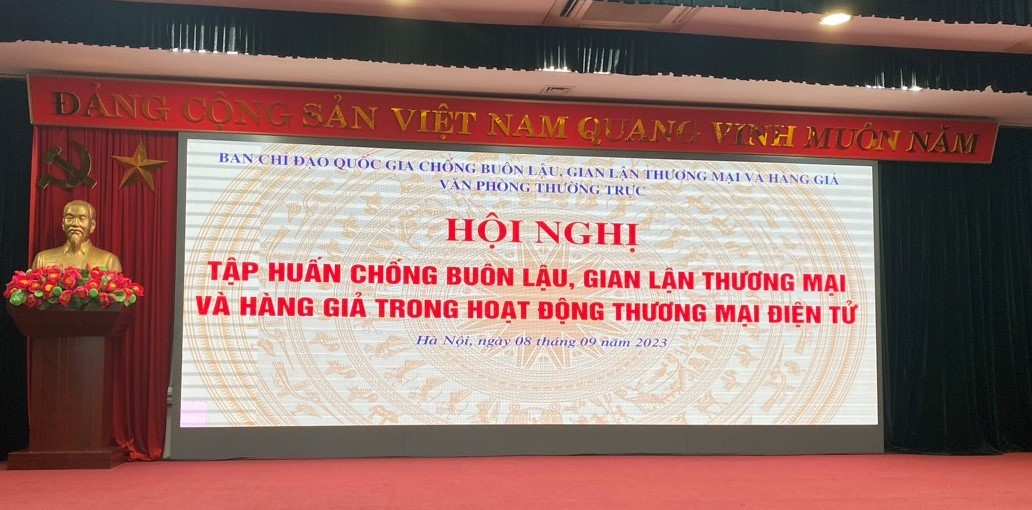 ĐẢNG CỘNG SẢN VIỆT NAM QUANG VINH MUÔN NĂM
BAN CHỈ ĐẠO QUỐC GIA CHỐNG BUÔN LẬU, GIAN LẬN THƯƠNG MẠI VÀ HÀNG GIẢ
VĂN PHÒNG THƯỜNG TRỰC
HỘI NGHỊ
TẬP HUẤN CHỐNG BUÔN LẬU, GIAN LẬN THƯƠNG MẠI
VÀ HÀNG GIẢ TRONG HOẠT ĐỘNG THƯƠNG MẠI ĐIỆN TỬ
Hà Nội, ngày 08 tháng 09 năm 2023